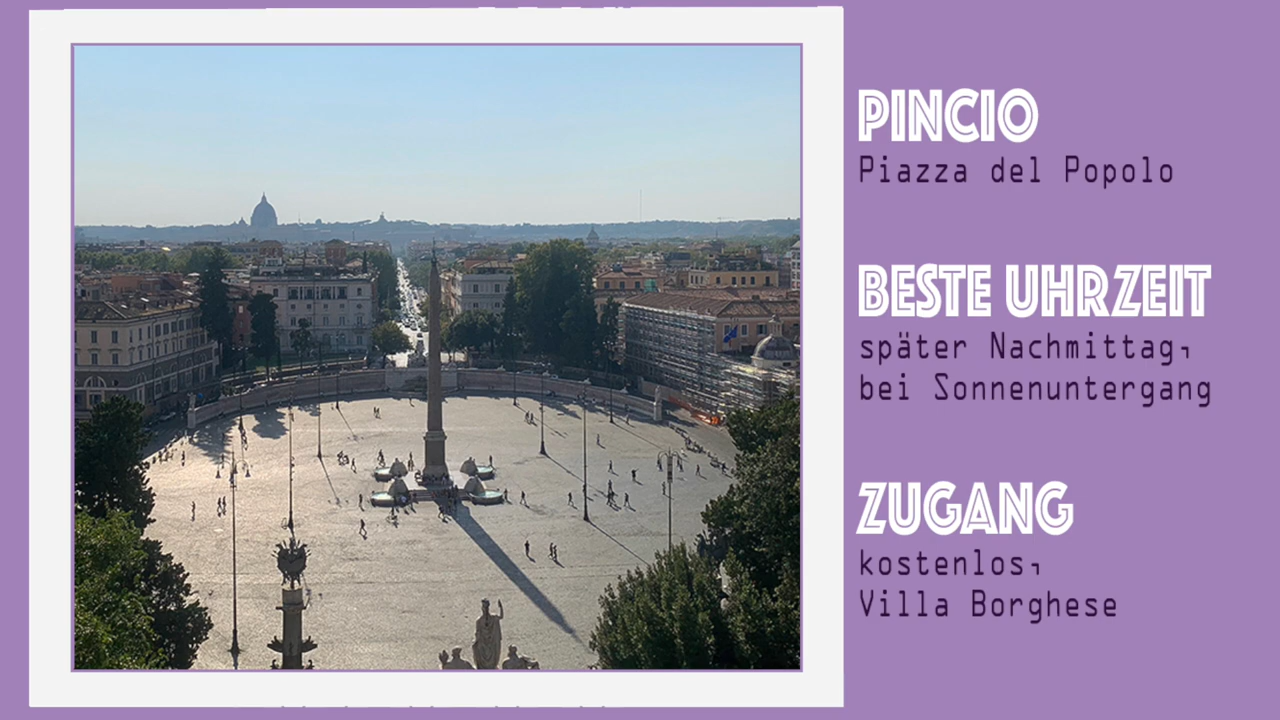 PINCIO
Piazza del Popolo
BESTE UHRZEIT
später Nachmittag,
bei Sonnenuntergang
ZUGANG
kostenlos,
Villa Borghese